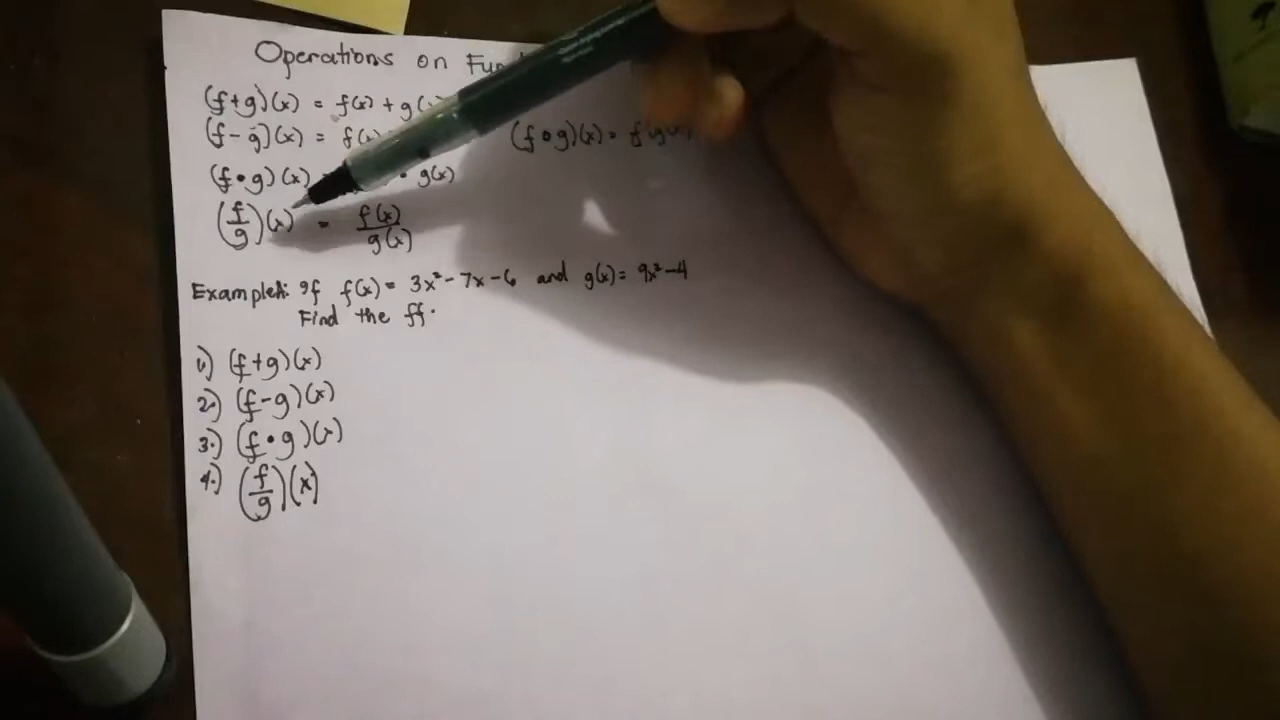 Operations on
(f+g)(x) = f(x) + g(
(f-g)(x) = f(x)
(f∘g)(x) =
(f•g)(x) • g(x)
(f/g)(x) = f(x)/g(x)
Example: If f(x) = 3x²-7x-6 and g(x) = 9x²-4
Find the ff.
1.) (f+g)(x)
2.) (f-g)(x)
3.) (f•g)(x)
4.) (f/g)(x)